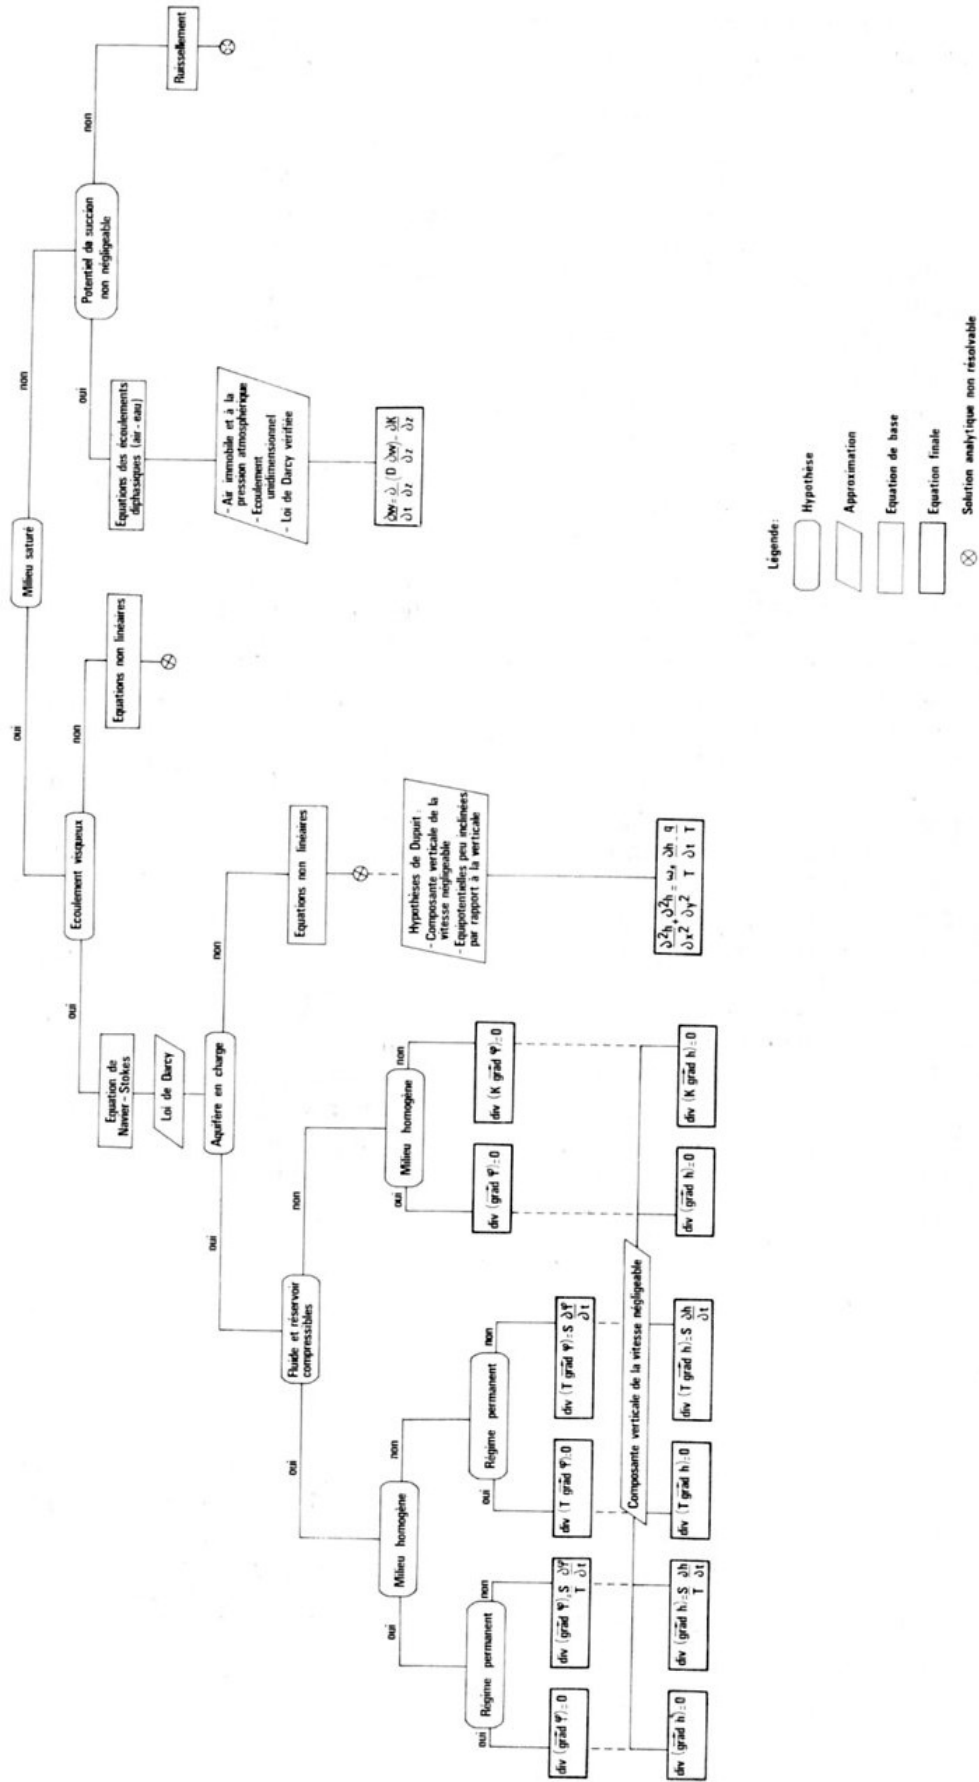 Milieu saturé
oui
non
Ecoulement visqueux
Potentiel de succion
non négligeable
oui
non
oui
non
Equation de
Navier-Stokes
Equations non linéaires
Equations des écoulements
diphasiques (air - eau)
Ruissellement
Loi de Darcy
- Air immobile et à la
pression atmosphérique
- Ecoulement
unidimensionnel
- Loi de Darcy vérifiée
Aquifère en charge
oui
non
∂w = ∂ (D ∂w) - ∂K
∂t ∂z ∂z ∂z
Fluide et réservoir
compressibles
Equations non linéaires
oui
non
Hypothèses de Dupuit :
- Composante verticale de la
vitesse négligeable
- Equipotentielles peu inclinées
par rapport à la verticale
Milieu homogène
Milieu homogène
oui
non
oui
non
Régime permanent
Régime permanent
div (grad φ)=0
div (K grad φ)=0
oui
non
oui
non
div (grad φ)=0
div (grad φ)=S ∂φ
T ∂t
div (T grad φ)=0
div (T grad φ)=S ∂φ
∂t
Composante verticale de la vitesse négligeable
div (grad h)=0
div (grad h)=S ∂h
T ∂t
div (T grad h)=0
div (T grad h)=S ∂h
∂t
div (grad h)=0
div (K grad h)=0
∂²h + ∂²h =
∂x² ∂y² T ∂t T
Légende:
Hypothèse
Approximation
Equation de base
Equation finale
Solution analytique non résolvable